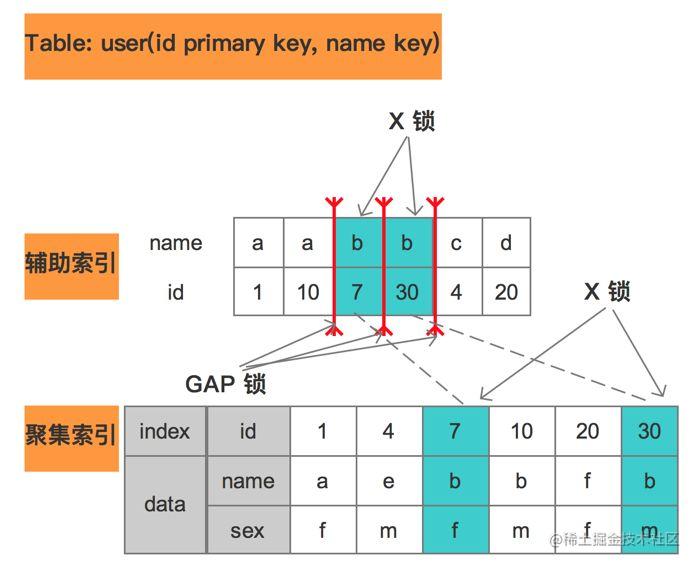 Table: user(id primary key, name key)
X 锁
辅助索引
name a a b b c d
id 1 10 7 30 4 20
X 锁
GAP 锁
聚集索引
index id 1 4 7 10 20 30
data name a e b b f b
sex f m f m f m
@稀土掘金技术社区